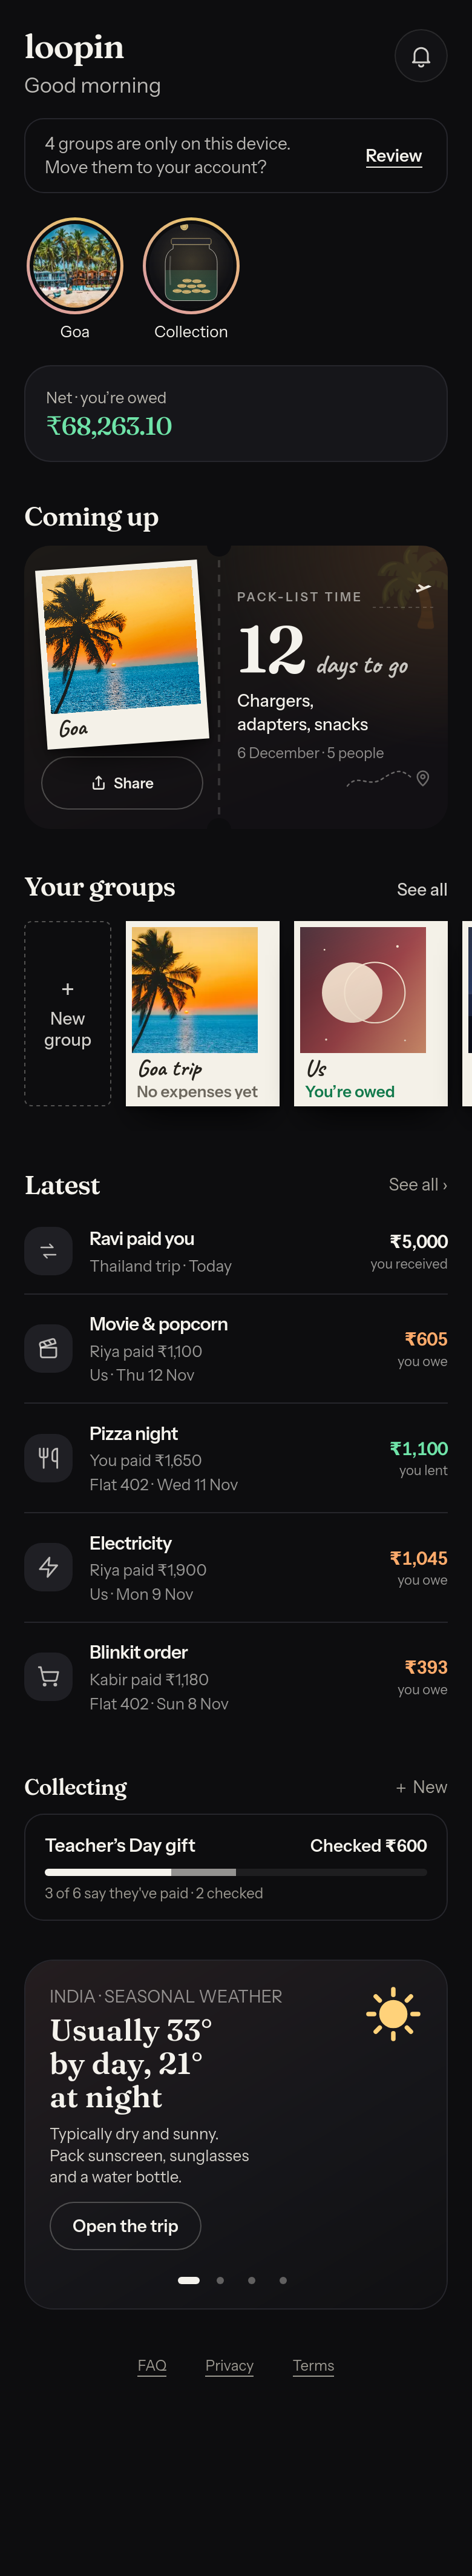 loopin
Good morning
4 groups are only on this device.
Move them to your account?
Review
Goa
Collection
Net · you're owed
₹68,263.10
Coming up
Goa
Share
PACK-LIST TIME
12 days to go
Chargers,
adapters, snacks
6 December · 5 people
Your groups
See all
+
New
group
Goa trip
No expenses yet
Us
You're owed
Latest
See all ›
Ravi paid you
Thailand trip · Today
₹5,000
you received
Movie & popcorn
Riya paid ₹1,100
Us · Thu 12 Nov
₹605
you owe
Pizza night
You paid ₹1,650
Flat 402 · Wed 11 Nov
₹1,100
you lent
Electricity
Riya paid ₹1,900
Us · Mon 9 Nov
₹1,045
you owe
Blinkit order
Kabir paid ₹1,180
Flat 402 · Sun 8 Nov
₹393
you owe
Collecting
+ New
Teacher's Day gift
Checked ₹600
3 of 6 say they've paid · 2 checked
INDIA · SEASONAL WEATHER
Usually 33°
by day, 21°
at night
Typically dry and sunny.
Pack sunscreen, sunglasses
and a water bottle.
Open the trip
FAQ
Privacy
Terms